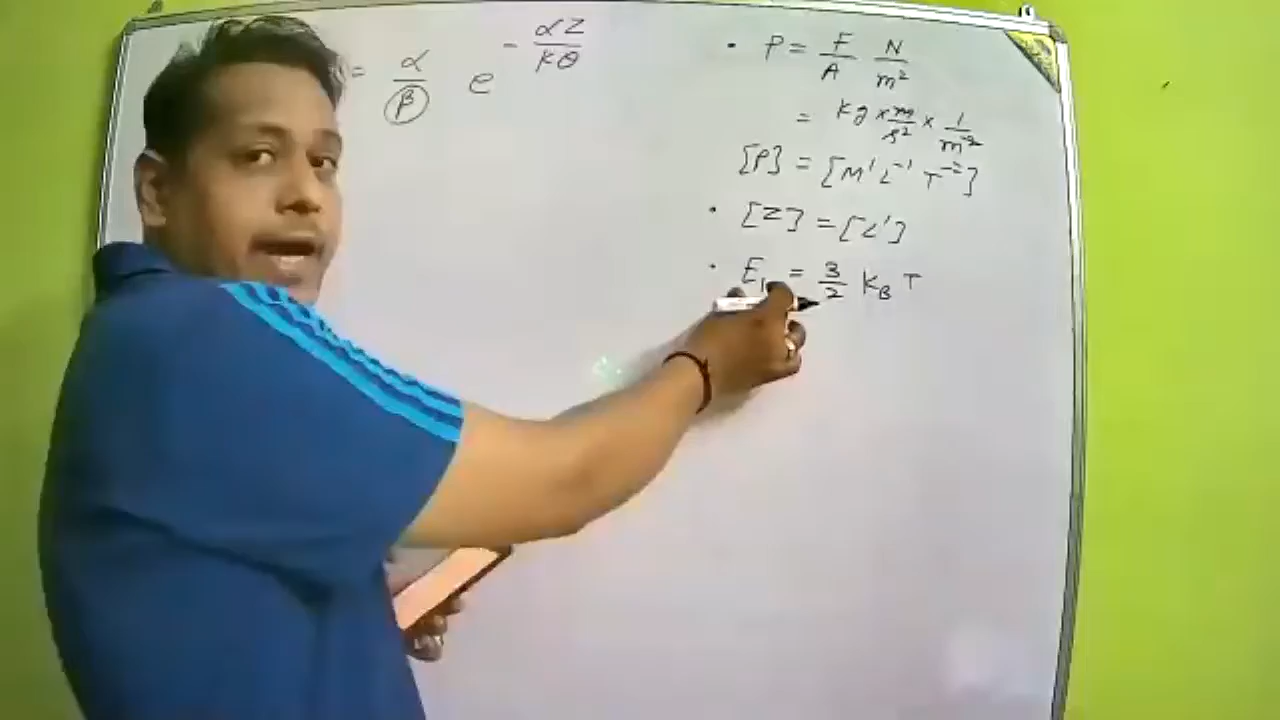 = α/β e^(-αZ/kθ)
• P = F/A N/m²
= kg × m/s² × 1/m²
[P] = [M¹ L⁻¹ T⁻²]
• [Z] = [L¹]
• E = 3/2 K_B T